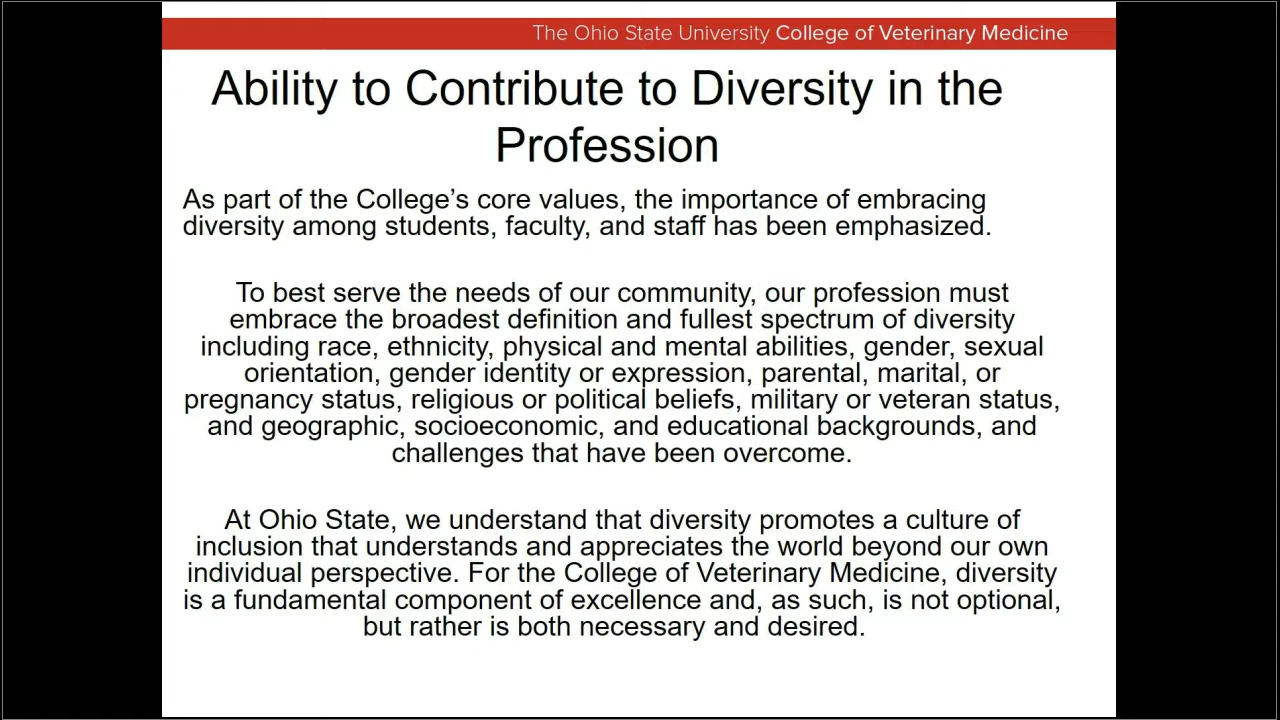 The Ohio State University College of Veterinary Medicine
Ability to Contribute to Diversity in the
Profession
As part of the College’s core values, the importance of embracing
diversity among students, faculty, and staff has been emphasized.
To best serve the needs of our community, our profession must
embrace the broadest definition and fullest spectrum of diversity
including race, ethnicity, physical and mental abilities, gender, sexual
orientation, gender identity or expression, parental, marital, or
pregnancy status, religious or political beliefs, military or veteran status,
and geographic, socioeconomic, and educational backgrounds, and
challenges that have been overcome.
At Ohio State, we understand that diversity promotes a culture of
inclusion that understands and appreciates the world beyond our own
individual perspective. For the College of Veterinary Medicine, diversity
is a fundamental component of excellence and, as such, is not optional,
but rather is both necessary and desired.